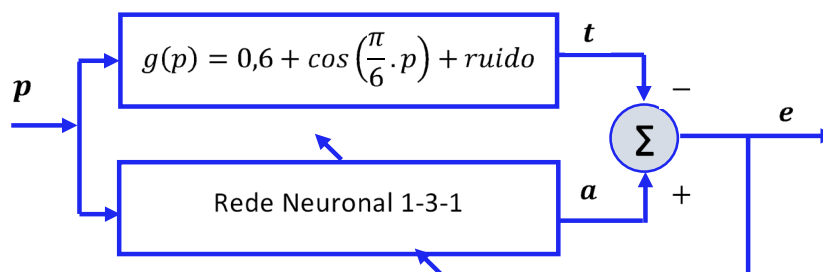 g(p) = 0,6 + cos(π/6 . p) + ruido
t
p
−
e
Σ
Rede Neuronal 1-3-1
a
+